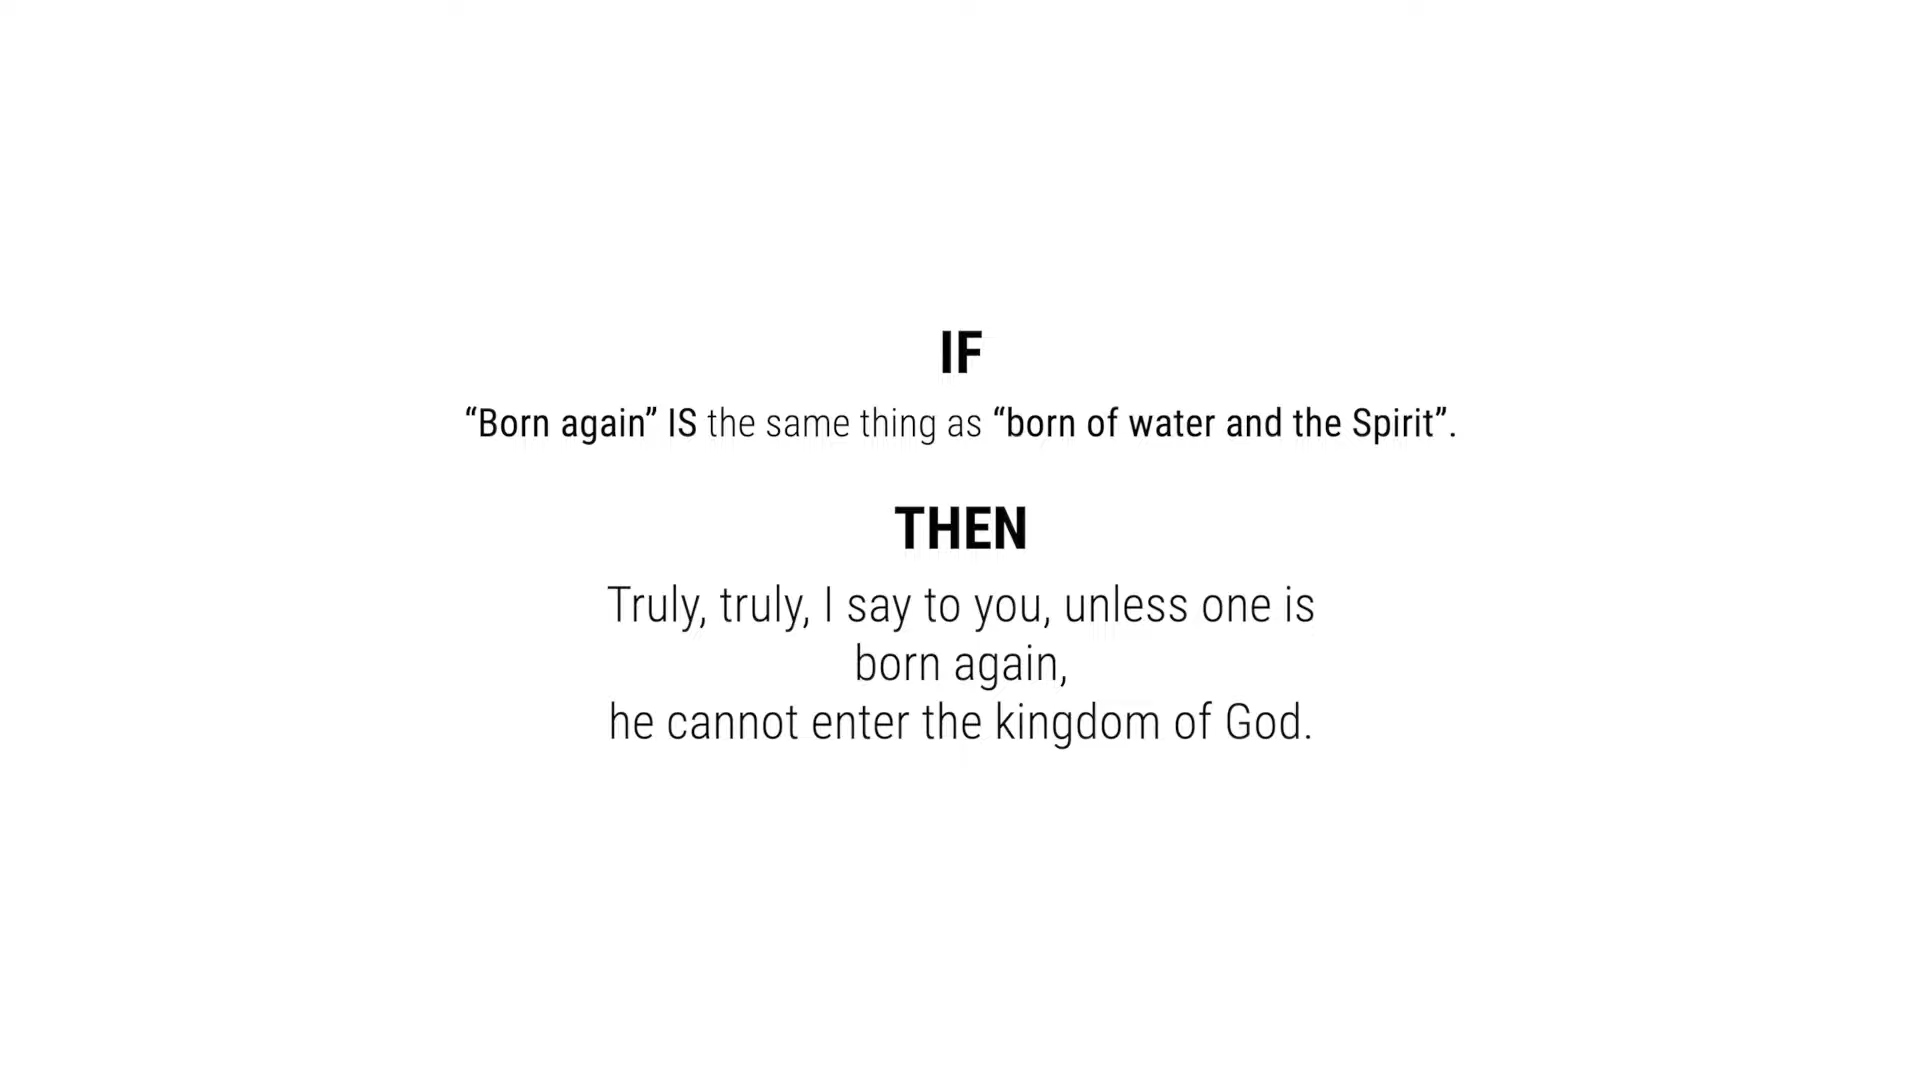 IF
“Born again” IS the same thing as “born of water and the Spirit”.
THEN
Truly, truly, I say to you, unless one is
born again,
he cannot enter the kingdom of God.